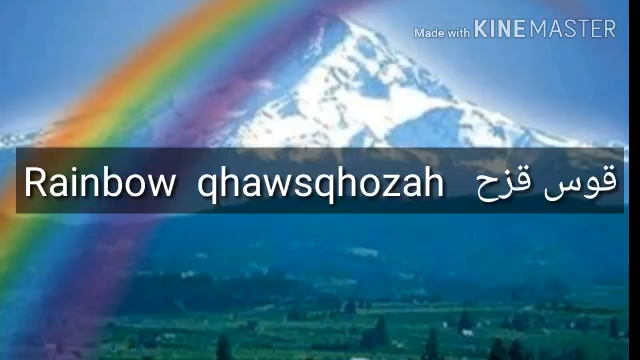 Made with KINEMASTER
Rainbow qhawsqhozah قوس قزح